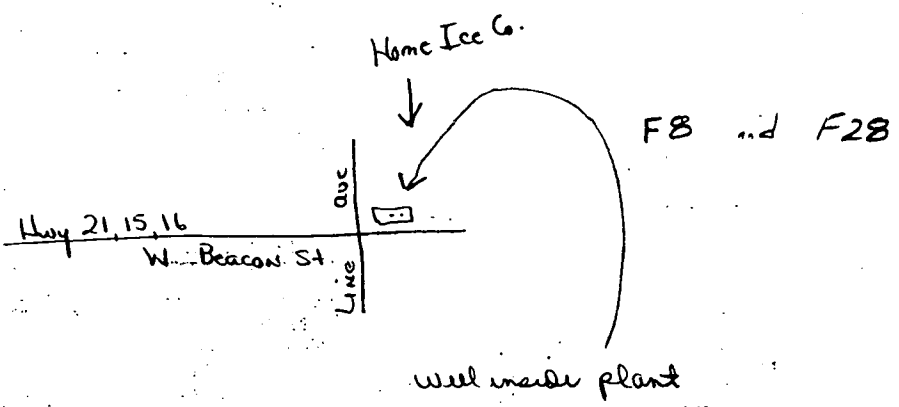 Home Ice Co.
F8 and F28
ave
Hwy 21, 15, 16
W. Beacon St.
Line
well inside plant